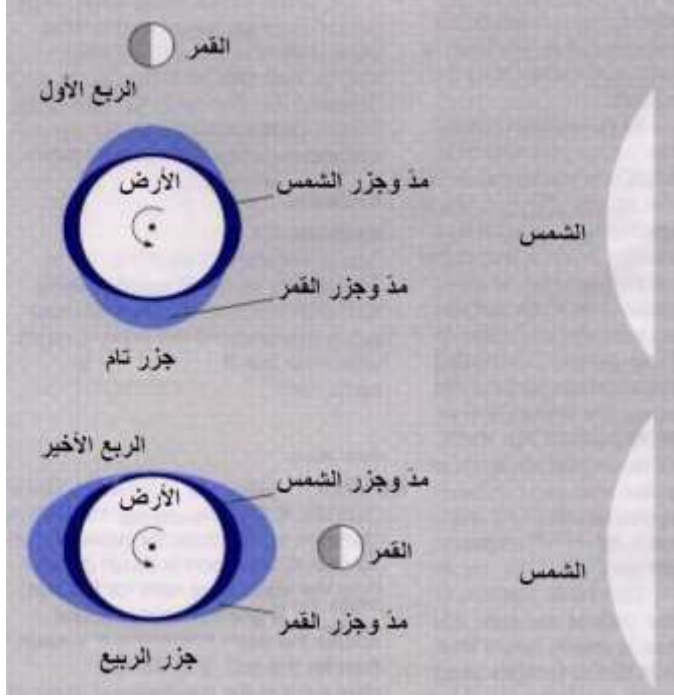 القمر
الربع الأول
الأرض
مدّ وجزر الشمس
الشمس
مدّ وجزر القمر
جزر تام
الربع الأخير
مدّ وجزر الشمس
الأرض
القمر
الشمس
مدّ وجزر القمر
جزر الربيع